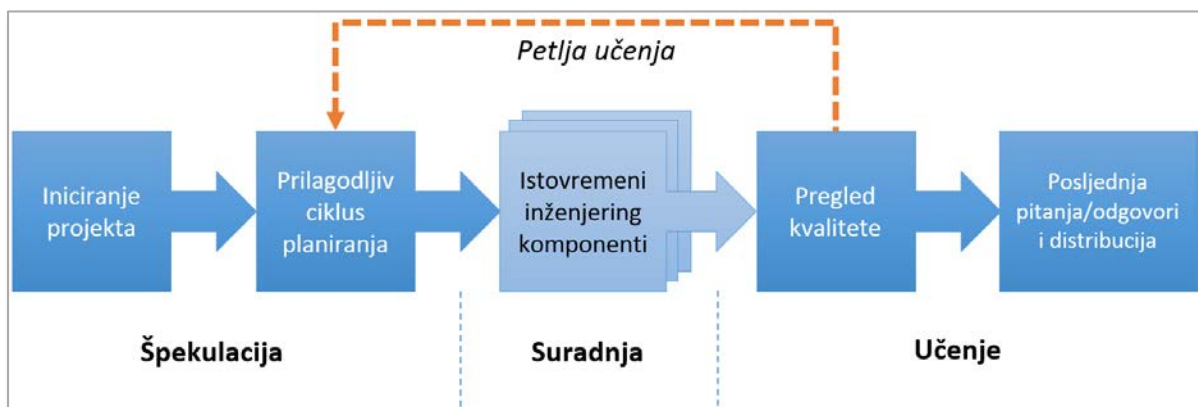 Petlja učenja
Iniciranje
projekta
Prilagodljiv
ciklus
planiranja
Istovremeni
inženjering
komponenti
Pregled
kvalitete
Posljednja
pitanja/odgovori
i distribucija
Špekulacija
Suradnja
Učenje